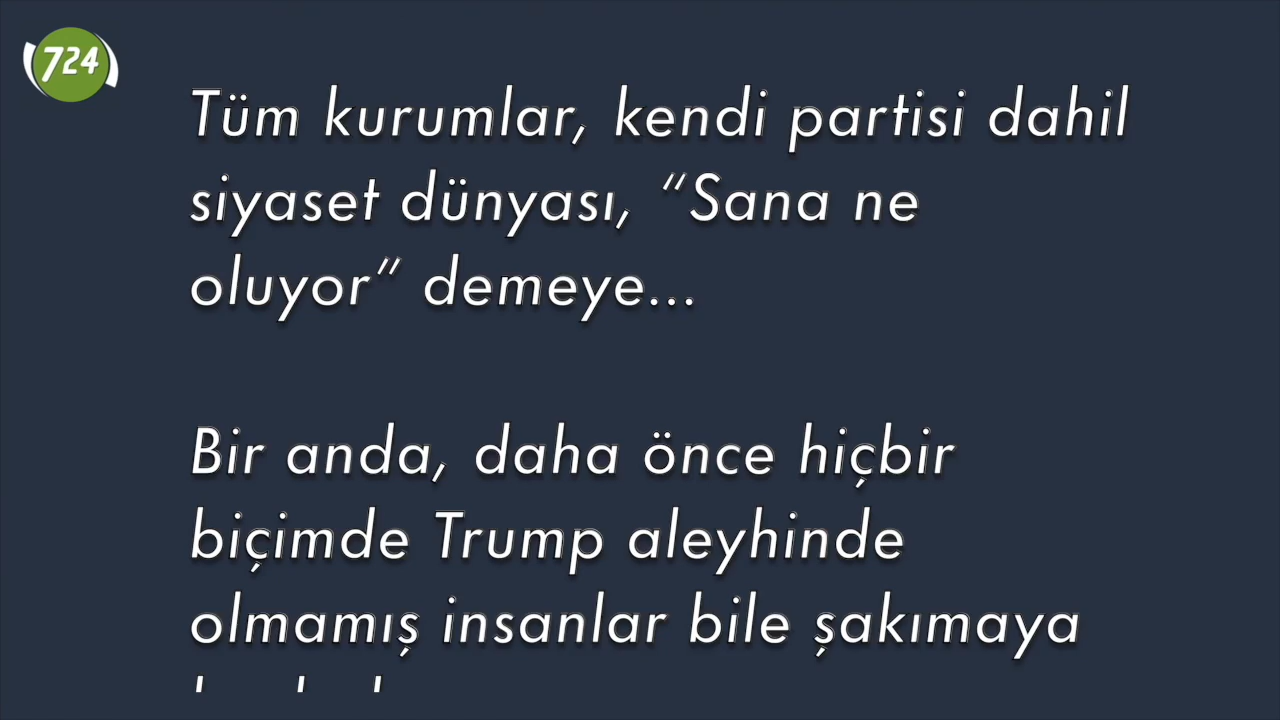 724
Tüm kurumlar, kendi partisi dahil
siyaset dünyası, “Sana ne
oluyor” demeye...
Bir anda, daha önce hiçbir
biçimde Trump aleyhinde
olmamış insanlar bile şakımaya